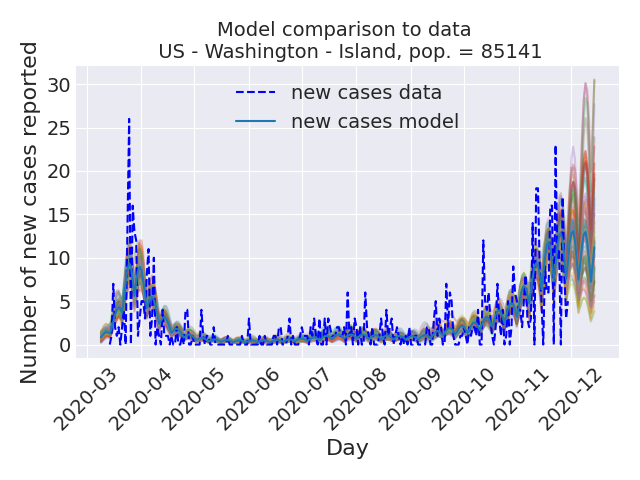 Model comparison to data
US - Washington - Island, pop. = 85141
Number of new cases reported
30
25
20
15
10
5
0
new cases data
new cases model
2020-03
2020-04
2020-05
2020-06
2020-07
2020-08
2020-09
2020-10
2020-11
2020-12
Day